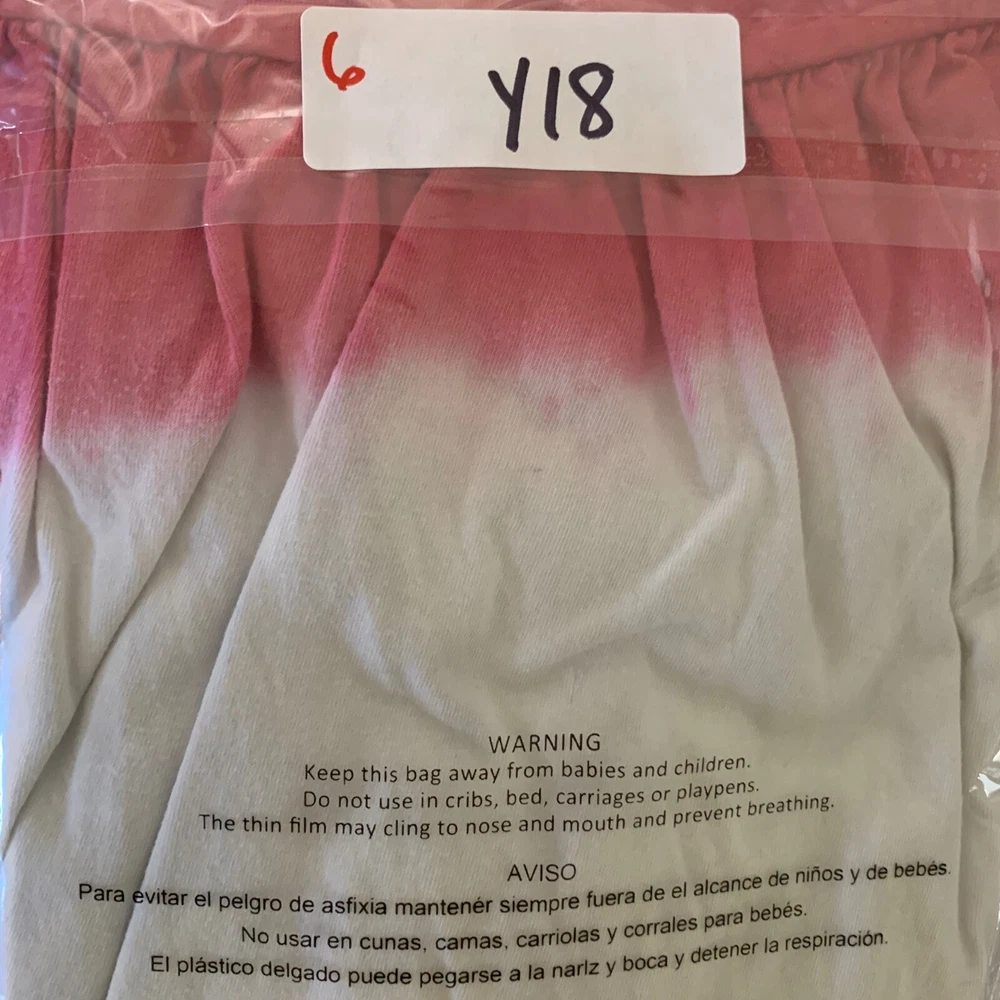 6
Y18
WARNING
Keep this bag away from babies and children.
Do not use in cribs, bed, carriages or playpens.
The thin film may cling to nose and mouth and prevent breathing.
AVISO
Para evitar el pelgro de asfixia mantenér siempre fuera de el alcance de niños y de bebés.
No usar en cunas, camas, carriolas y corrales para bebés.
El plástico delgado puede pegarse a la narlz y boca y detener la respiración.